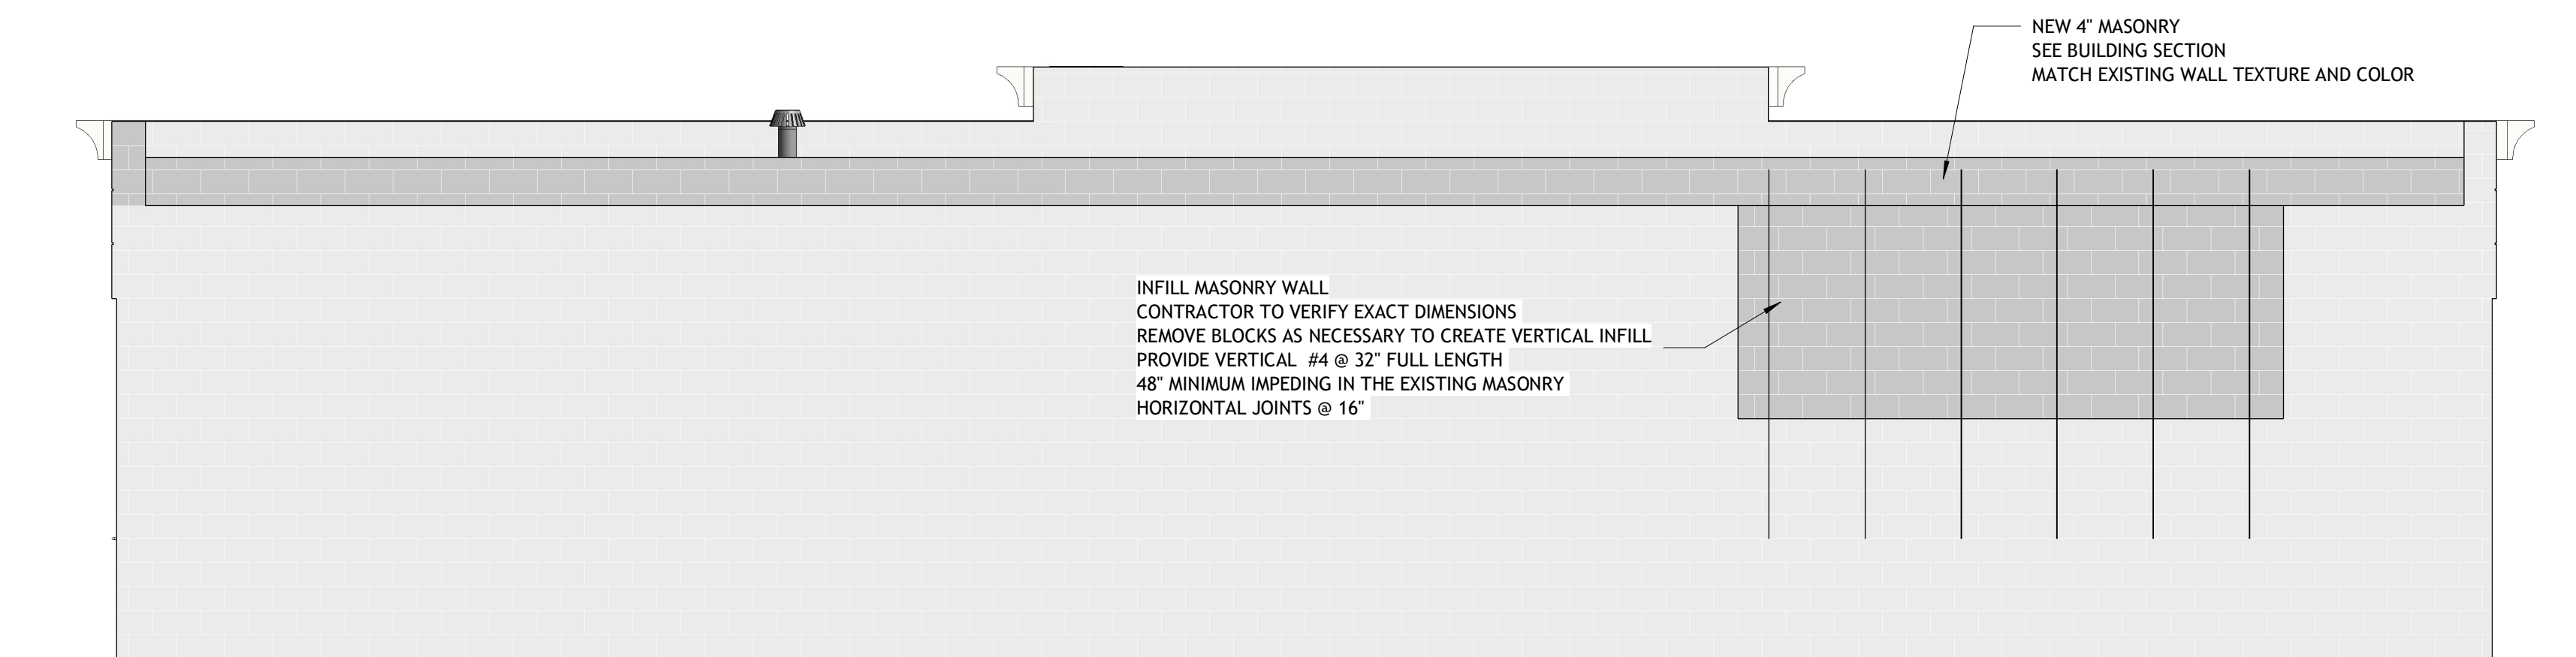 NEW 4" MASONRY
SEE BUILDING SECTION
MATCH EXISTING WALL TEXTURE AND COLOR
INFILL MASONRY WALL
CONTRACTOR TO VERIFY EXACT DIMENSIONS
REMOVE BLOCKS AS NECESSARY TO CREATE VERTICAL INFILL
PROVIDE VERTICAL  #4 @ 32" FULL LENGTH
48" MINIMUM IMPEDING IN THE EXISTING MASONRY
HORIZONTAL JOINTS @ 16"